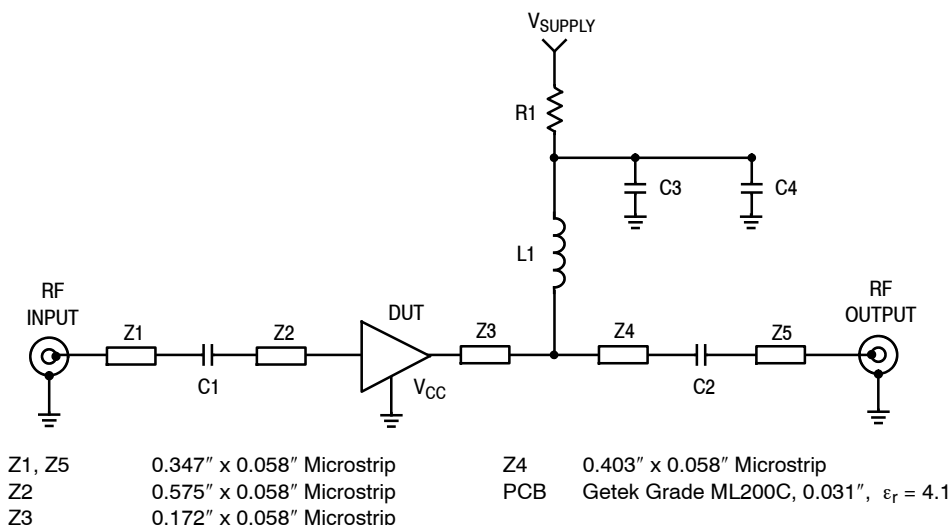 VSUPPLY
R1
C3
C4
L1
RF
INPUT
Z1
C1
Z2
DUT
VCC
Z3
Z4
C2
Z5
RF
OUTPUT
Z1, Z5 0.347″ x 0.058″ Microstrip
Z2 0.575″ x 0.058″ Microstrip
Z3 0.172″ x 0.058″ Microstrip
Z4 0.403″ x 0.058″ Microstrip
PCB Getek Grade ML200C, 0.031″, εr = 4.1